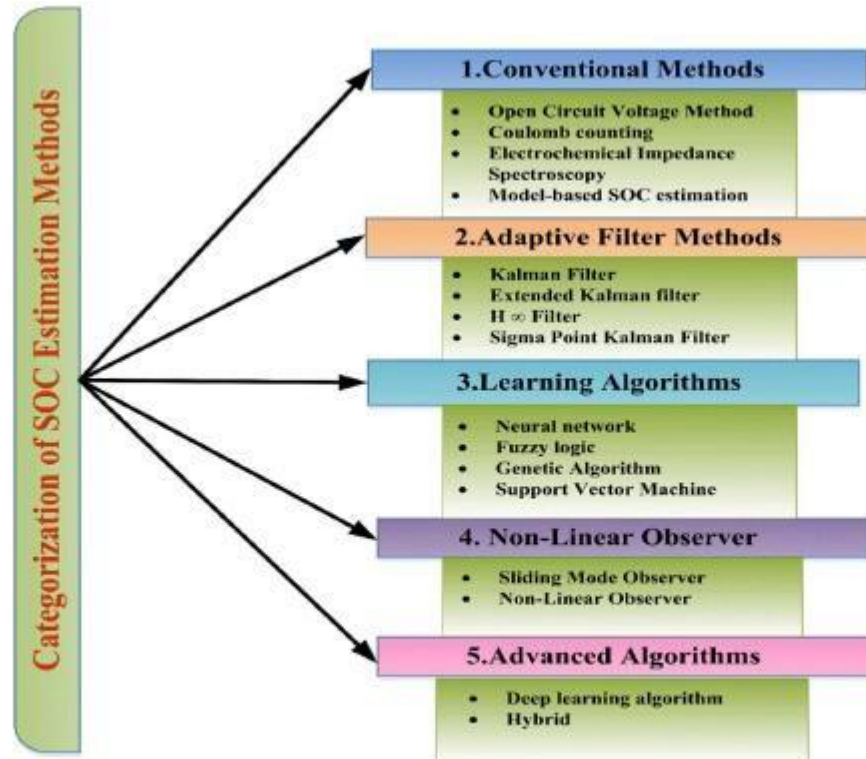 Categorization of SOC Estimation Methods
1.Conventional Methods
• Open Circuit Voltage Method
• Coulomb counting
• Electrochemical Impedance
Spectroscopy
• Model-based SOC estimation
2.Adaptive Filter Methods
• Kalman Filter
• Extended Kalman filter
• H ∞ Filter
• Sigma Point Kalman Filter
3.Learning Algorithms
• Neural network
• Fuzzy logic
• Genetic Algorithm
• Support Vector Machine
4. Non-Linear Observer
• Sliding Mode Observer
• Non-Linear Observer
5.Advanced Algorithms
• Deep learning algorithm
• Hybrid